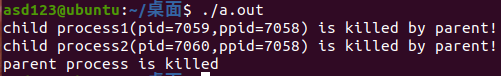 asd123@ubuntu:~/桌面$ ./a.out
child process1(pid=7059,ppid=7058) is killed by parent!
child process2(pid=7060,ppid=7058) is killed by parent!
parent process is killed